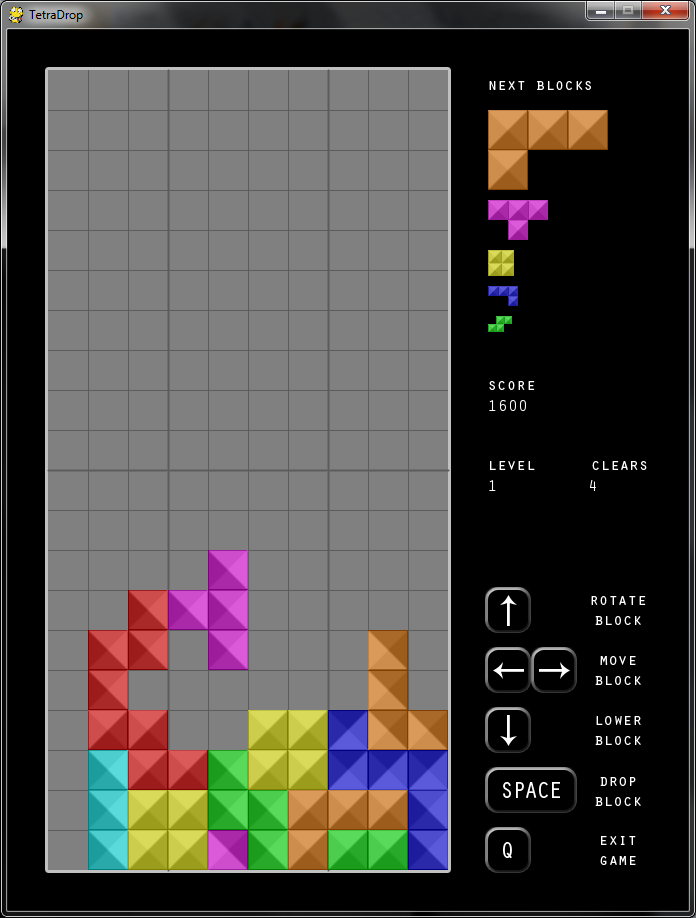 TetraDrop
NEXT BLOCKS
SCORE
1600
LEVEL
CLEARS
1
4
ROTATE
BLOCK
MOVE
BLOCK
LOWER
BLOCK
SPACE
DROP
BLOCK
Q
EXIT
GAME